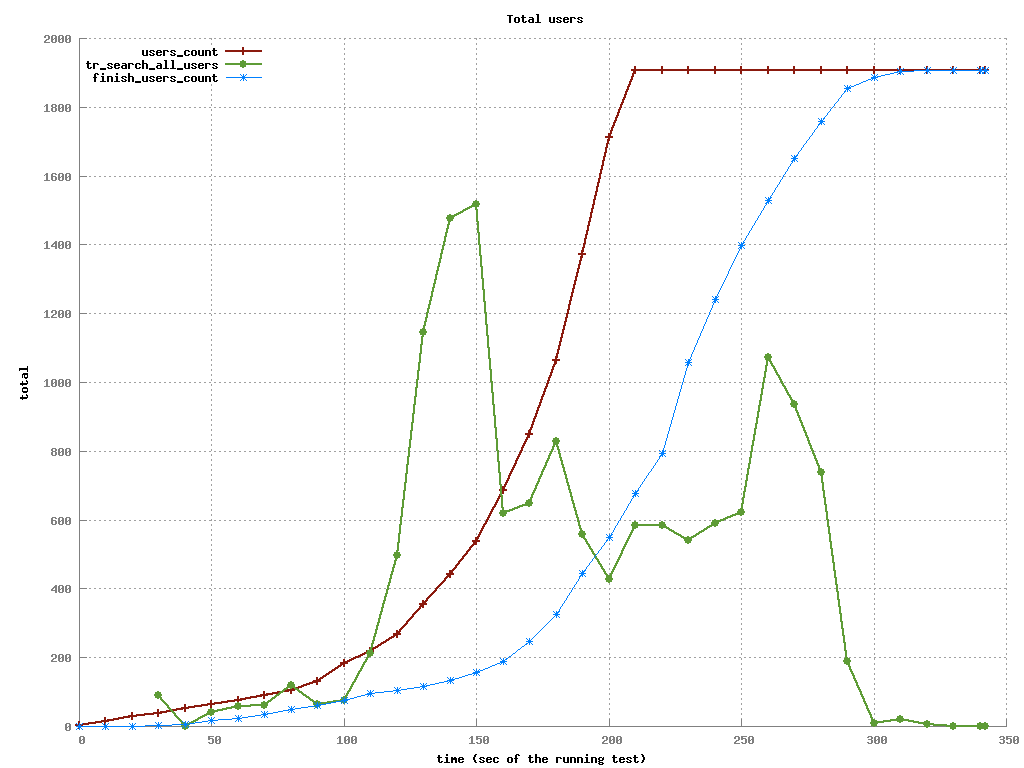 Total users
users_count
tr_search_all_users
finish_users_count
2000
1800
1600
1400
1200
1000
800
600
400
200
0
total
0 50 100 150 200 250 300 350
time (sec of the running test)